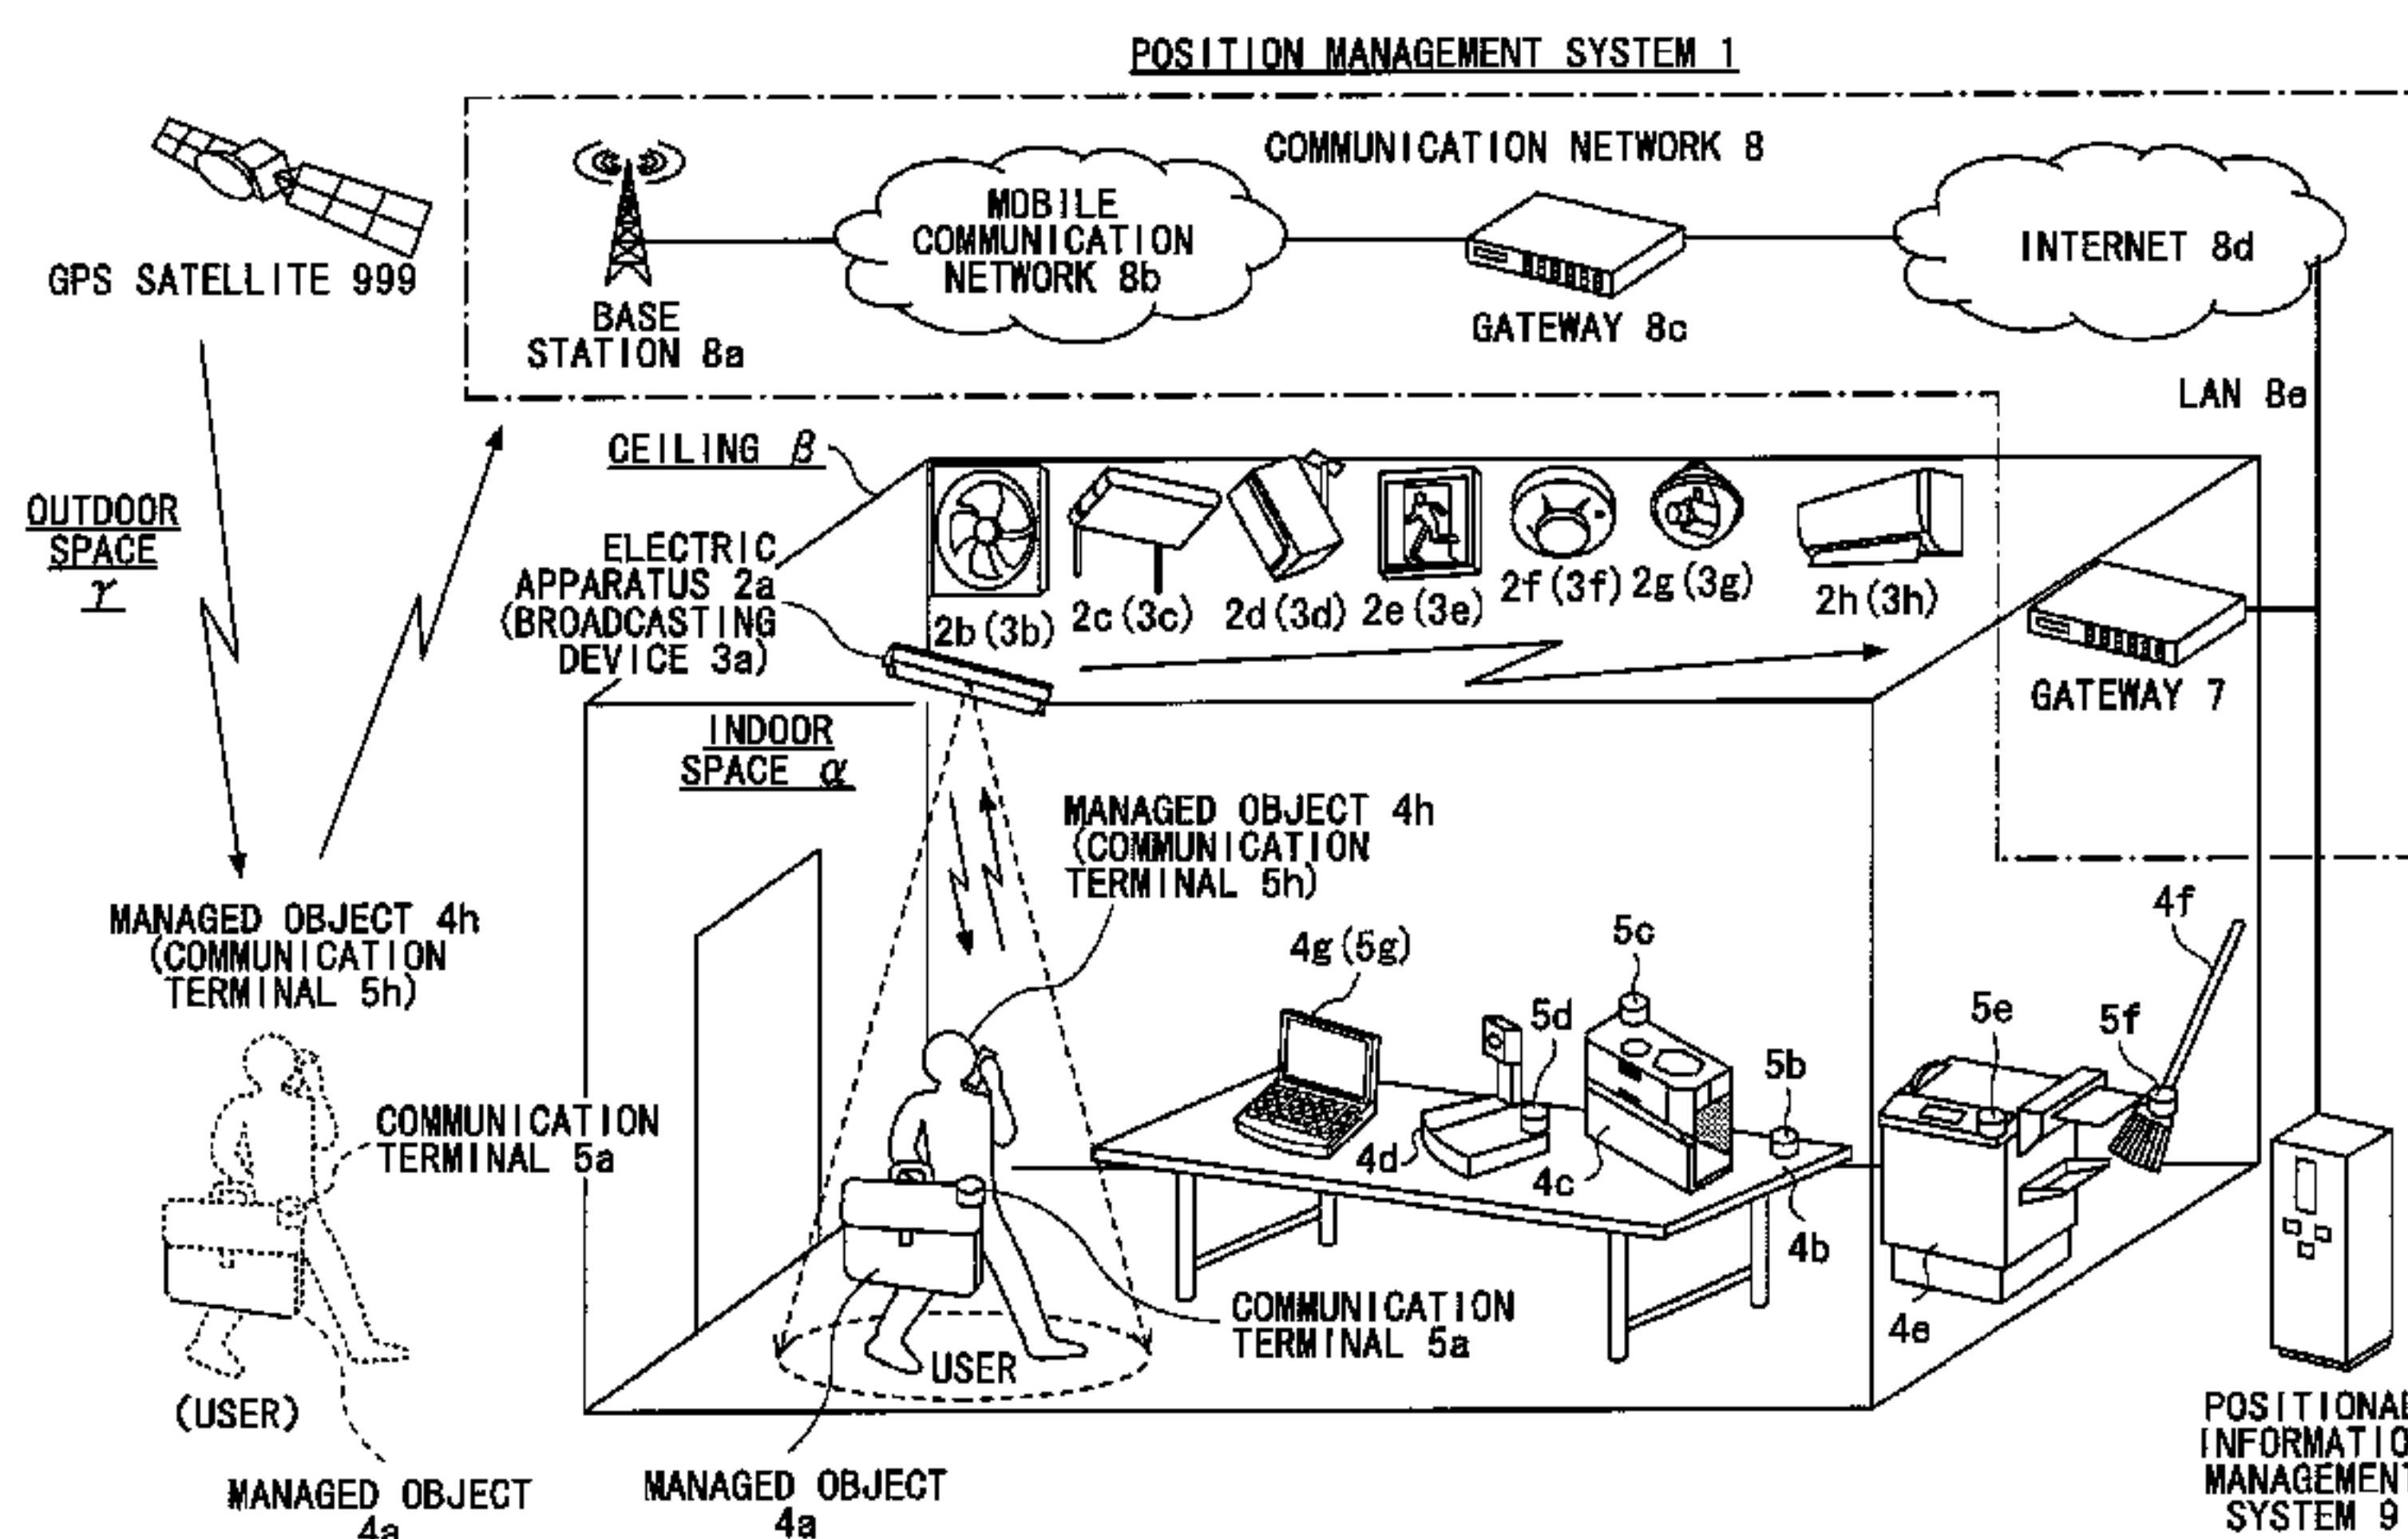 POSITION MANAGEMENT SYSTEM 1
COMMUNICATION NETWORK 8
MOBILE
COMMUNICATION
NETWORK 8b
INTERNET 8d
GPS SATELLITE 999
BASE
STATION 8a
GATEWAY 8c
LAN 8e
CEILING β
OUTDOOR
SPACE
γ
ELECTRIC
APPARATUS 2a
(BROADCASTING
DEVICE 3a)
2b(3b)
2c(3c)
2d(3d)
2e(3e)
2f(3f)
2g(3g)
2h(3h)
GATEWAY 7
INDOOR
SPACE α
MANAGED OBJECT 4h
(COMMUNICATION
TERMINAL 5h)
MANAGED OBJECT 4h
(COMMUNICATION
TERMINAL 5h)
4g(5g)
5c
5d
5b
5e
5f
4f
COMMUNICATION
TERMINAL 5a
4d
4c
4b
4e
COMMUNICATION
TERMINAL 5a
USER
(USER)
MANAGED OBJECT
4a
MANAGED OBJECT
4a
MANAGEMENT
SYSTEM 9